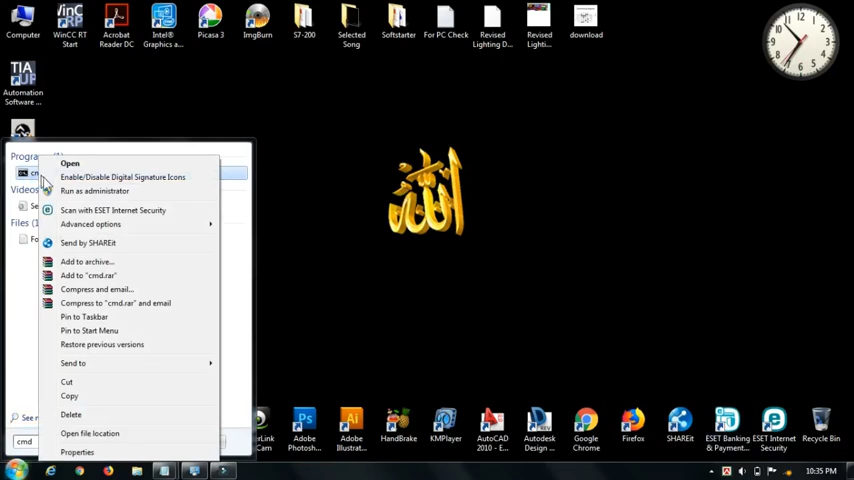 Computer
WinCC RT
Start
Acrobat
Reader DC
Intel®
Graphics a...
Picasa 3
ImgBurn
S7-200
Selected
Song
Softstarter
For PC Check
Revised
Lighting D...
Revised
Lighti...
download
TIA
Automation
Software ...
الله
Open
Enable/Disable Digital Signature Icons
Run as administrator
Scan with ESET Internet Security
Advanced options
Send by SHAREit
Add to archive...
Add to "cmd.rar"
Compress and email...
Compress to "cmd.rar" and email
Pin to Taskbar
Pin to Start Menu
Restore previous versions
Send to
Cut
Copy
Delete
Open file location
Properties
cmd
Adobe
Photosh...
Adobe
Illustrat...
HandBrake
KMPlayer
AutoCAD
2010 - E...
Autodesk
Design ...
Google
Chrome
Firefox
SHAREit
ESET Banking
& Payment...
ESET Internet
Security
Recycle Bin
10:35 PM